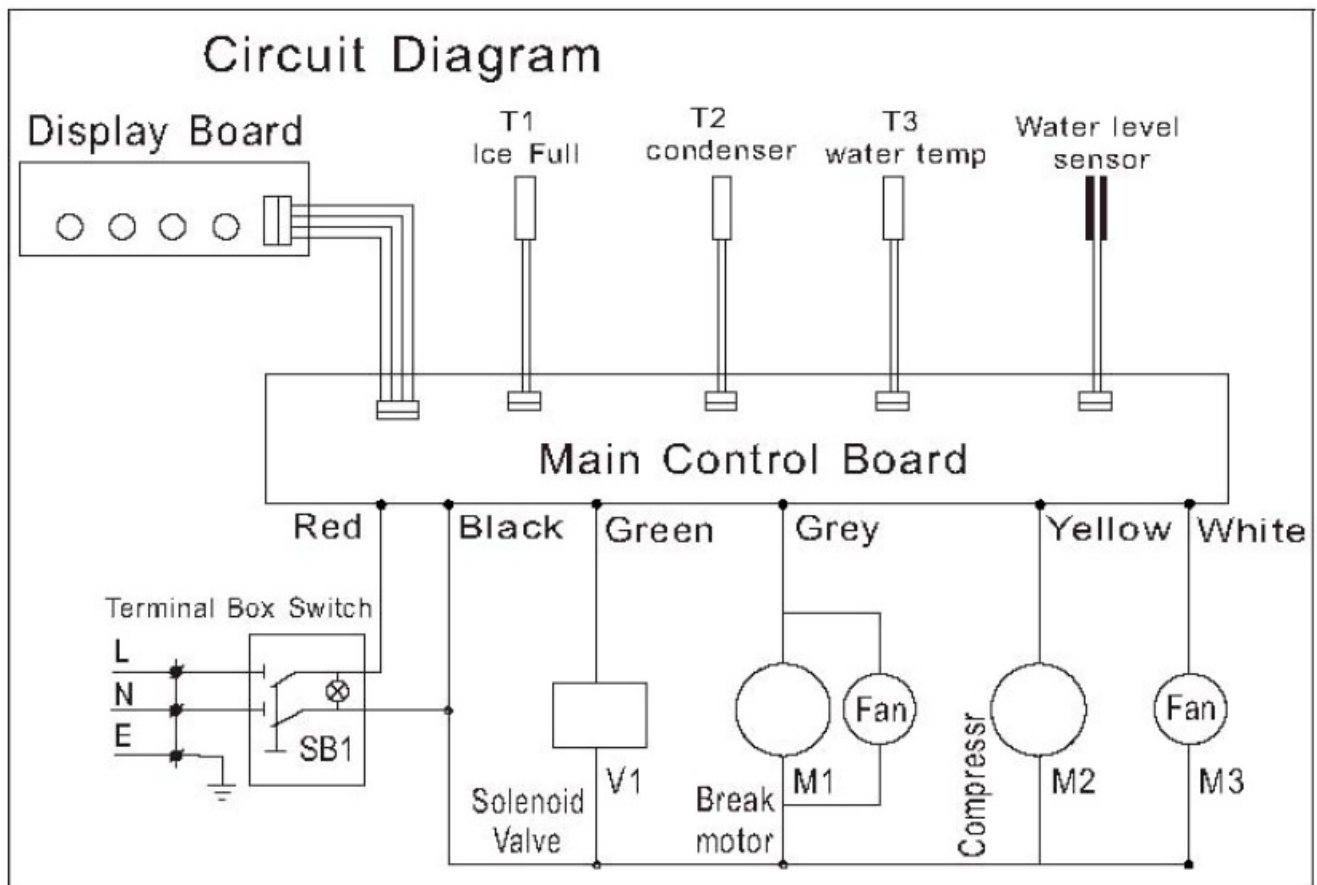 Circuit Diagram
Display Board
T1
Ice Full
T2
condenser
T3
water temp
Water level
sensor
Main Control Board
Red
Black
Green
Grey
Yellow
White
Terminal Box Switch
L
N
E
SB1
Solenoid
Valve
V1
Break
motor
M1
Fan
Compressr
M2
Fan
M3